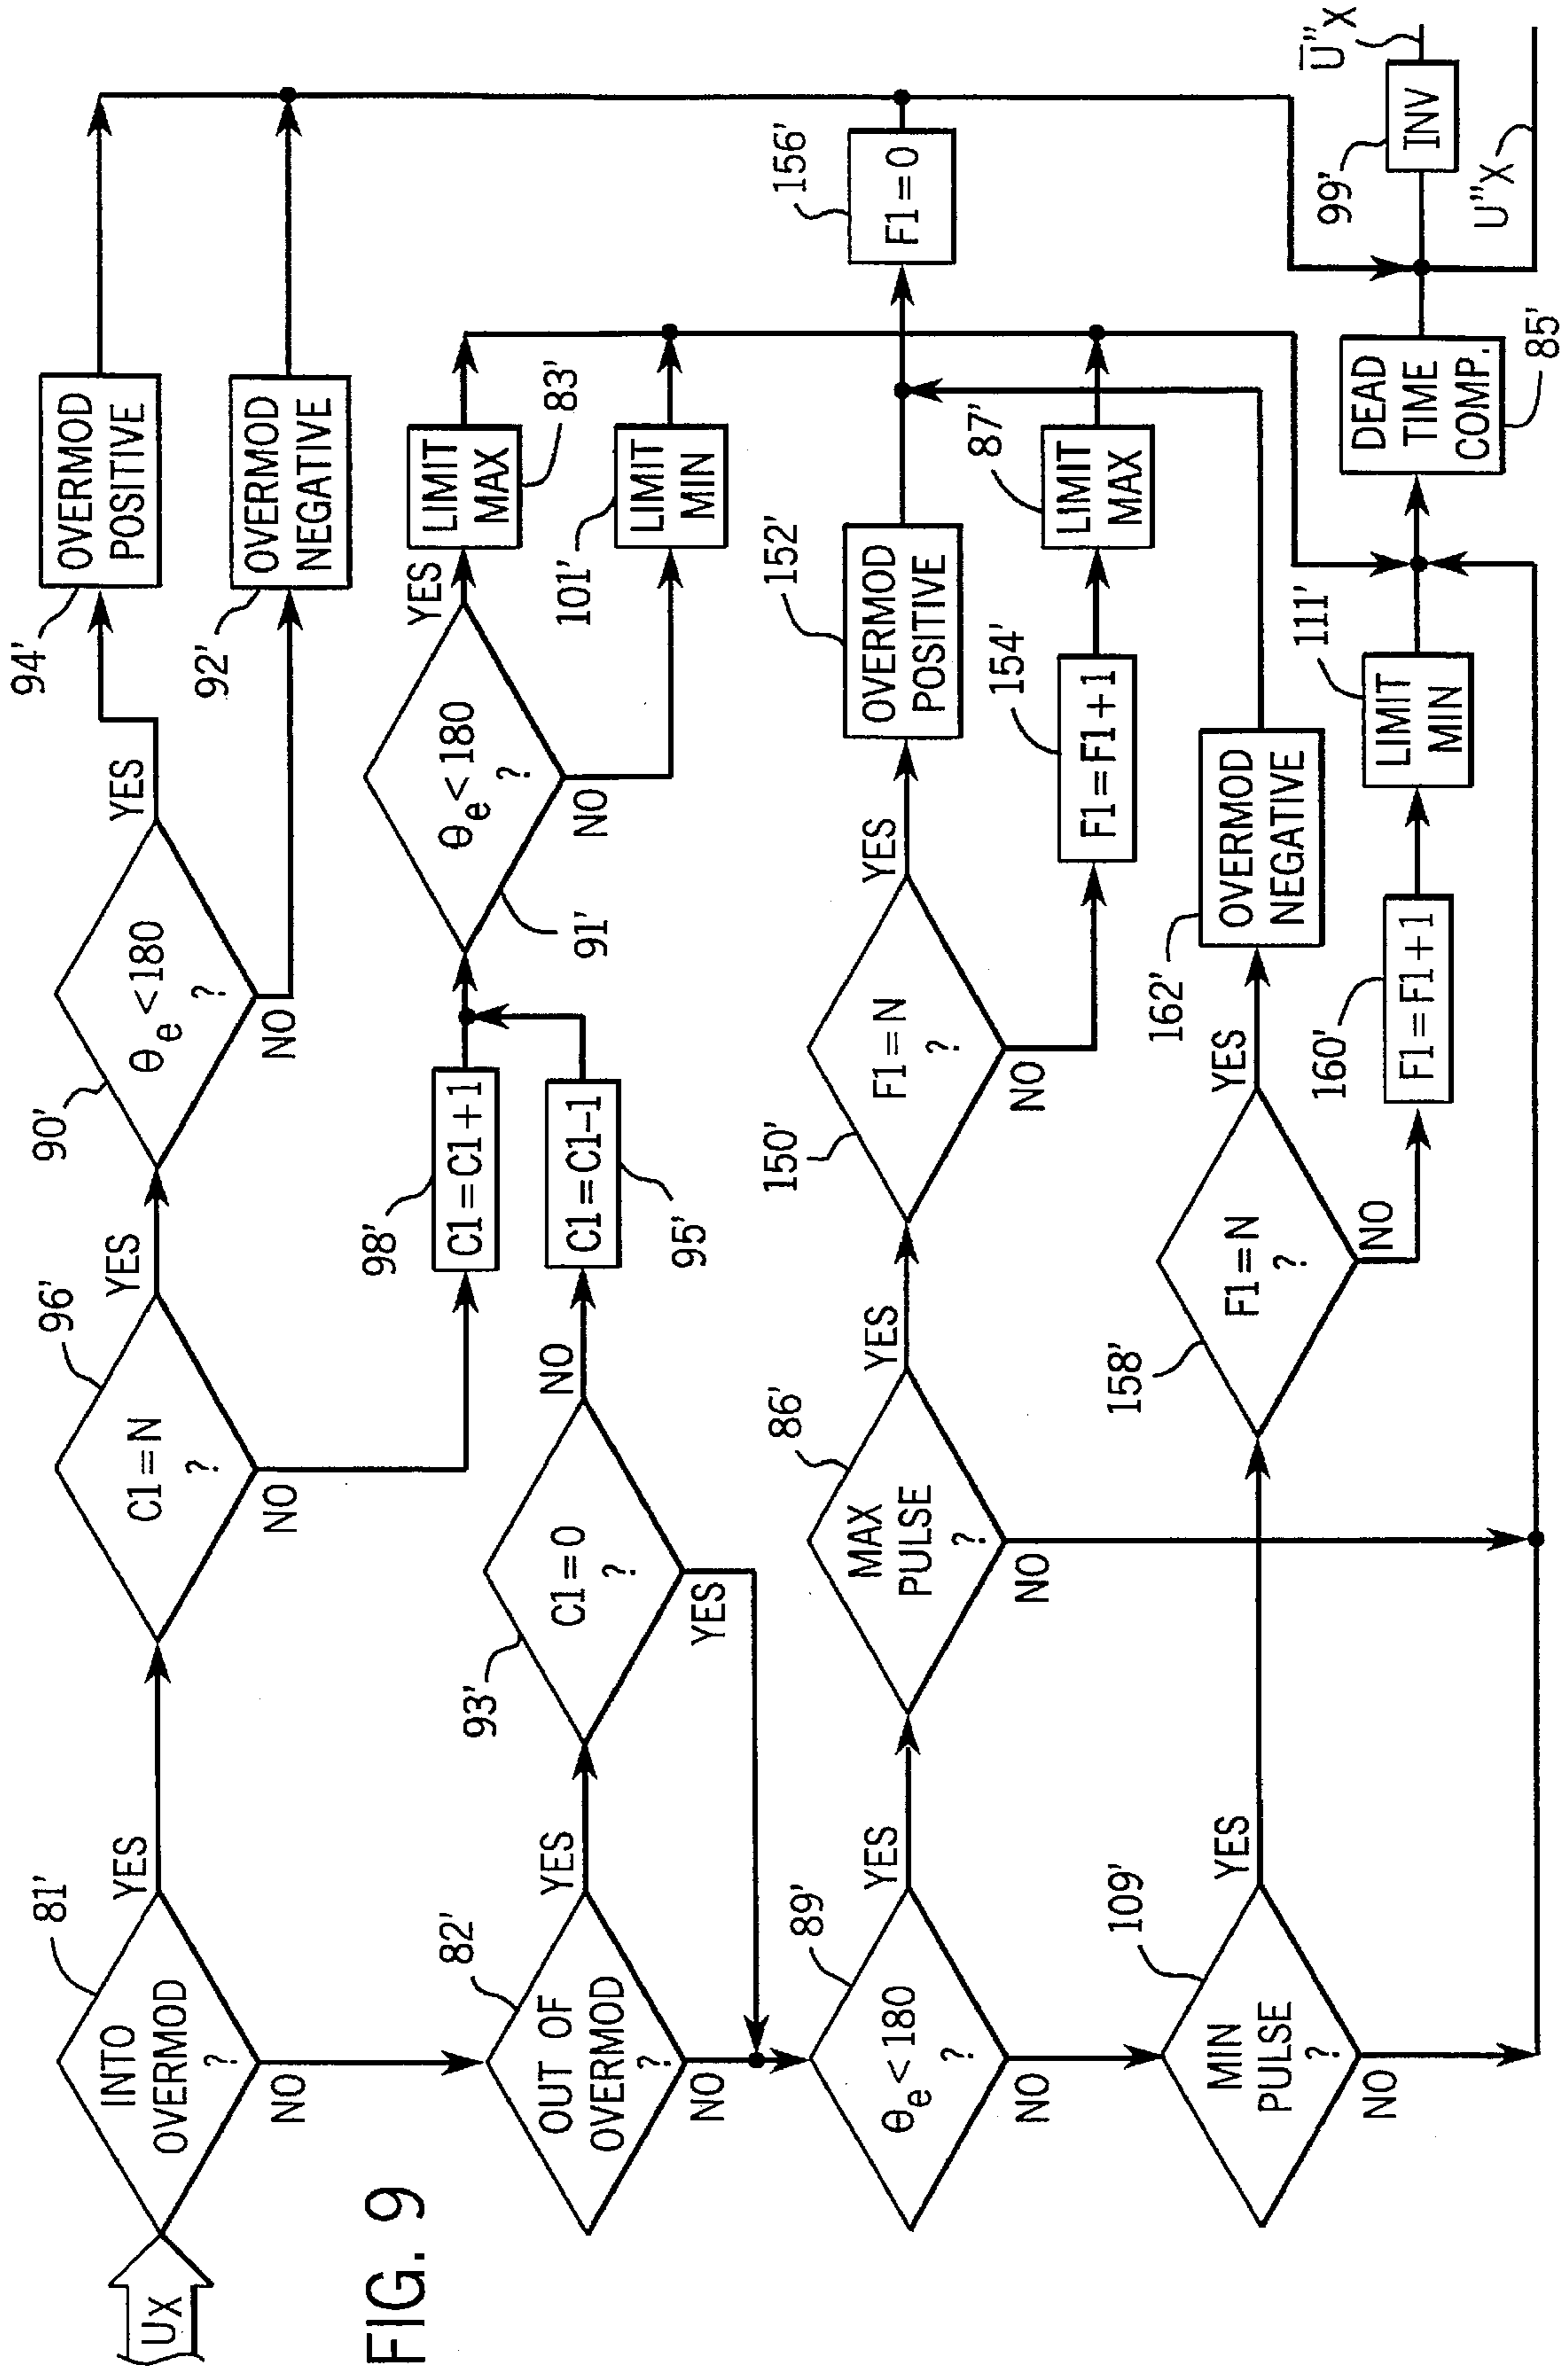 FIG. 9
UX
81'
INTO
OVERMOD
?
YES
NO
96'
C1=N
?
YES
NO
90'
θe <180
?
YES
NO
94'
OVERMOD
POSITIVE
92'
OVERMOD
NEGATIVE
82'
OUT OF
OVERMOD
?
YES
NO
93'
C1=0
?
NO
YES
98'
C1=C1+1
C1=C1-1
95'
θe <180
?
91'
YES
NO
LIMIT
MAX
83'
101'
LIMIT
MIN
89'
θe <180
?
YES
NO
86'
MAX
PULSE
?
YES
NO
150'
F1=N
?
YES
NO
152'
OVERMOD
POSITIVE
154'
F1=F1+1
87'
LIMIT
MAX
156'
F1=0
109'
MIN
PULSE
?
YES
NO
158'
F1=N
?
YES
NO
162'
OVERMOD
NEGATIVE
160'
F1=F1+1
111'
LIMIT
MIN
DEAD
TIME
COMP.
85'
99'
INV
Ū"X
U"X